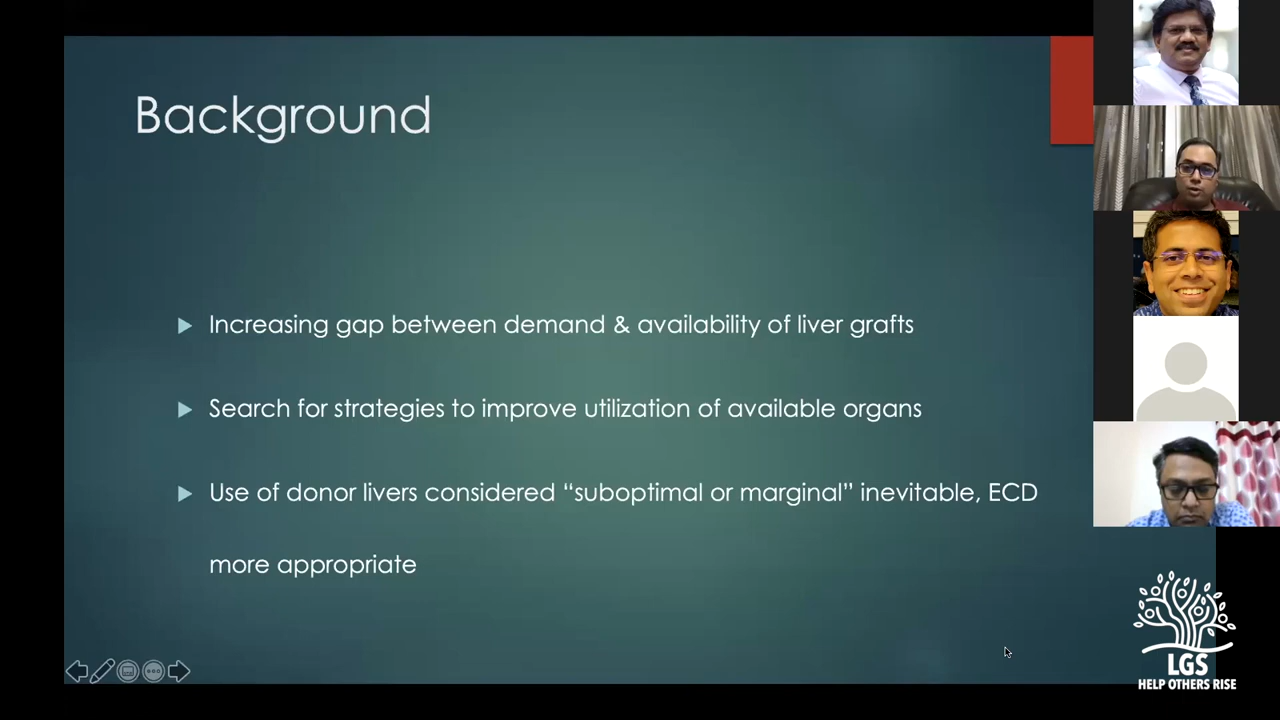 Background
Increasing gap between demand & availability of liver grafts
Search for strategies to improve utilization of available organs
Use of donor livers considered “suboptimal or marginal” inevitable, ECD
more appropriate
LGS
HELP OTHERS RISE